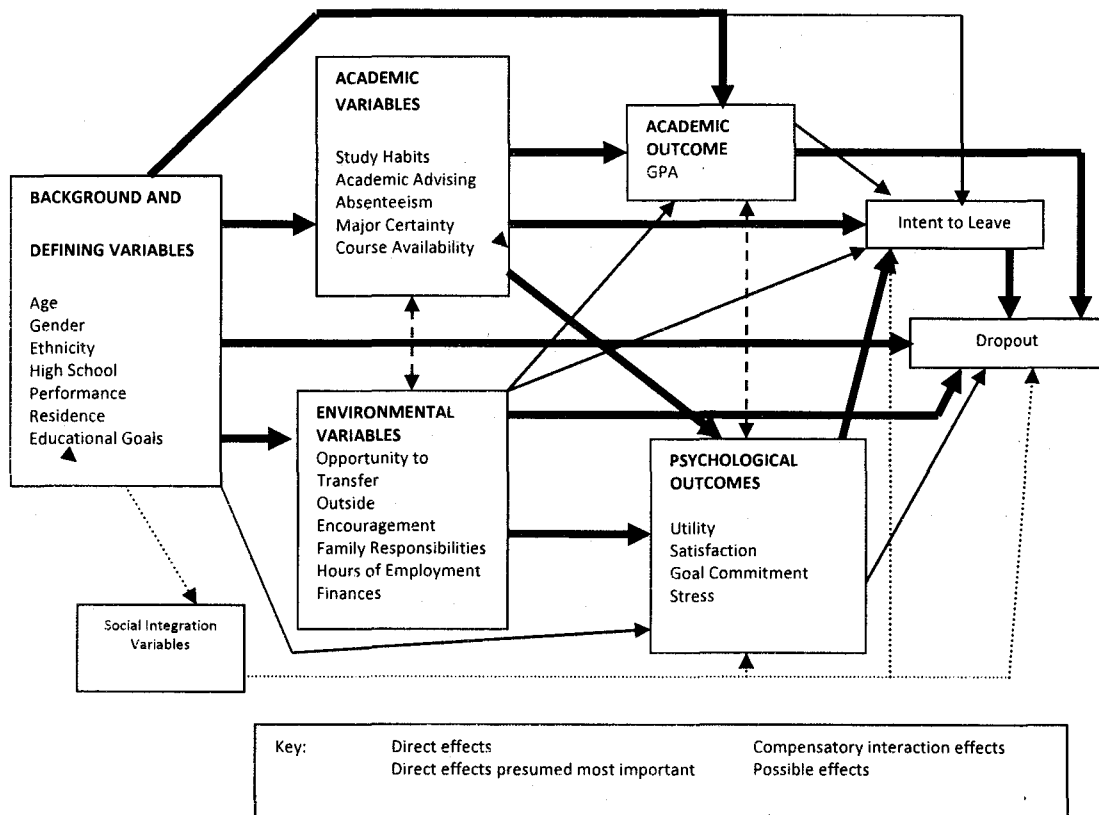 BACKGROUND AND
DEFINING VARIABLES
Age
Gender
Ethnicity
High School
Performance
Residence
Educational Goals
ACADEMIC
VARIABLES
Study Habits
Academic Advising
Absenteeism
Major Certainty
Course Availability
ENVIRONMENTAL
VARIABLES
Opportunity to
Transfer
Outside
Encouragement
Family Responsibilities
Hours of Employment
Finances
Social Integration
Variables
ACADEMIC
OUTCOME
GPA
PSYCHOLOGICAL
OUTCOMES
Utility
Satisfaction
Goal Commitment
Stress
Intent to Leave
Dropout
Key: Direct effects Compensatory interaction effects
Direct effects presumed most important Possible effects